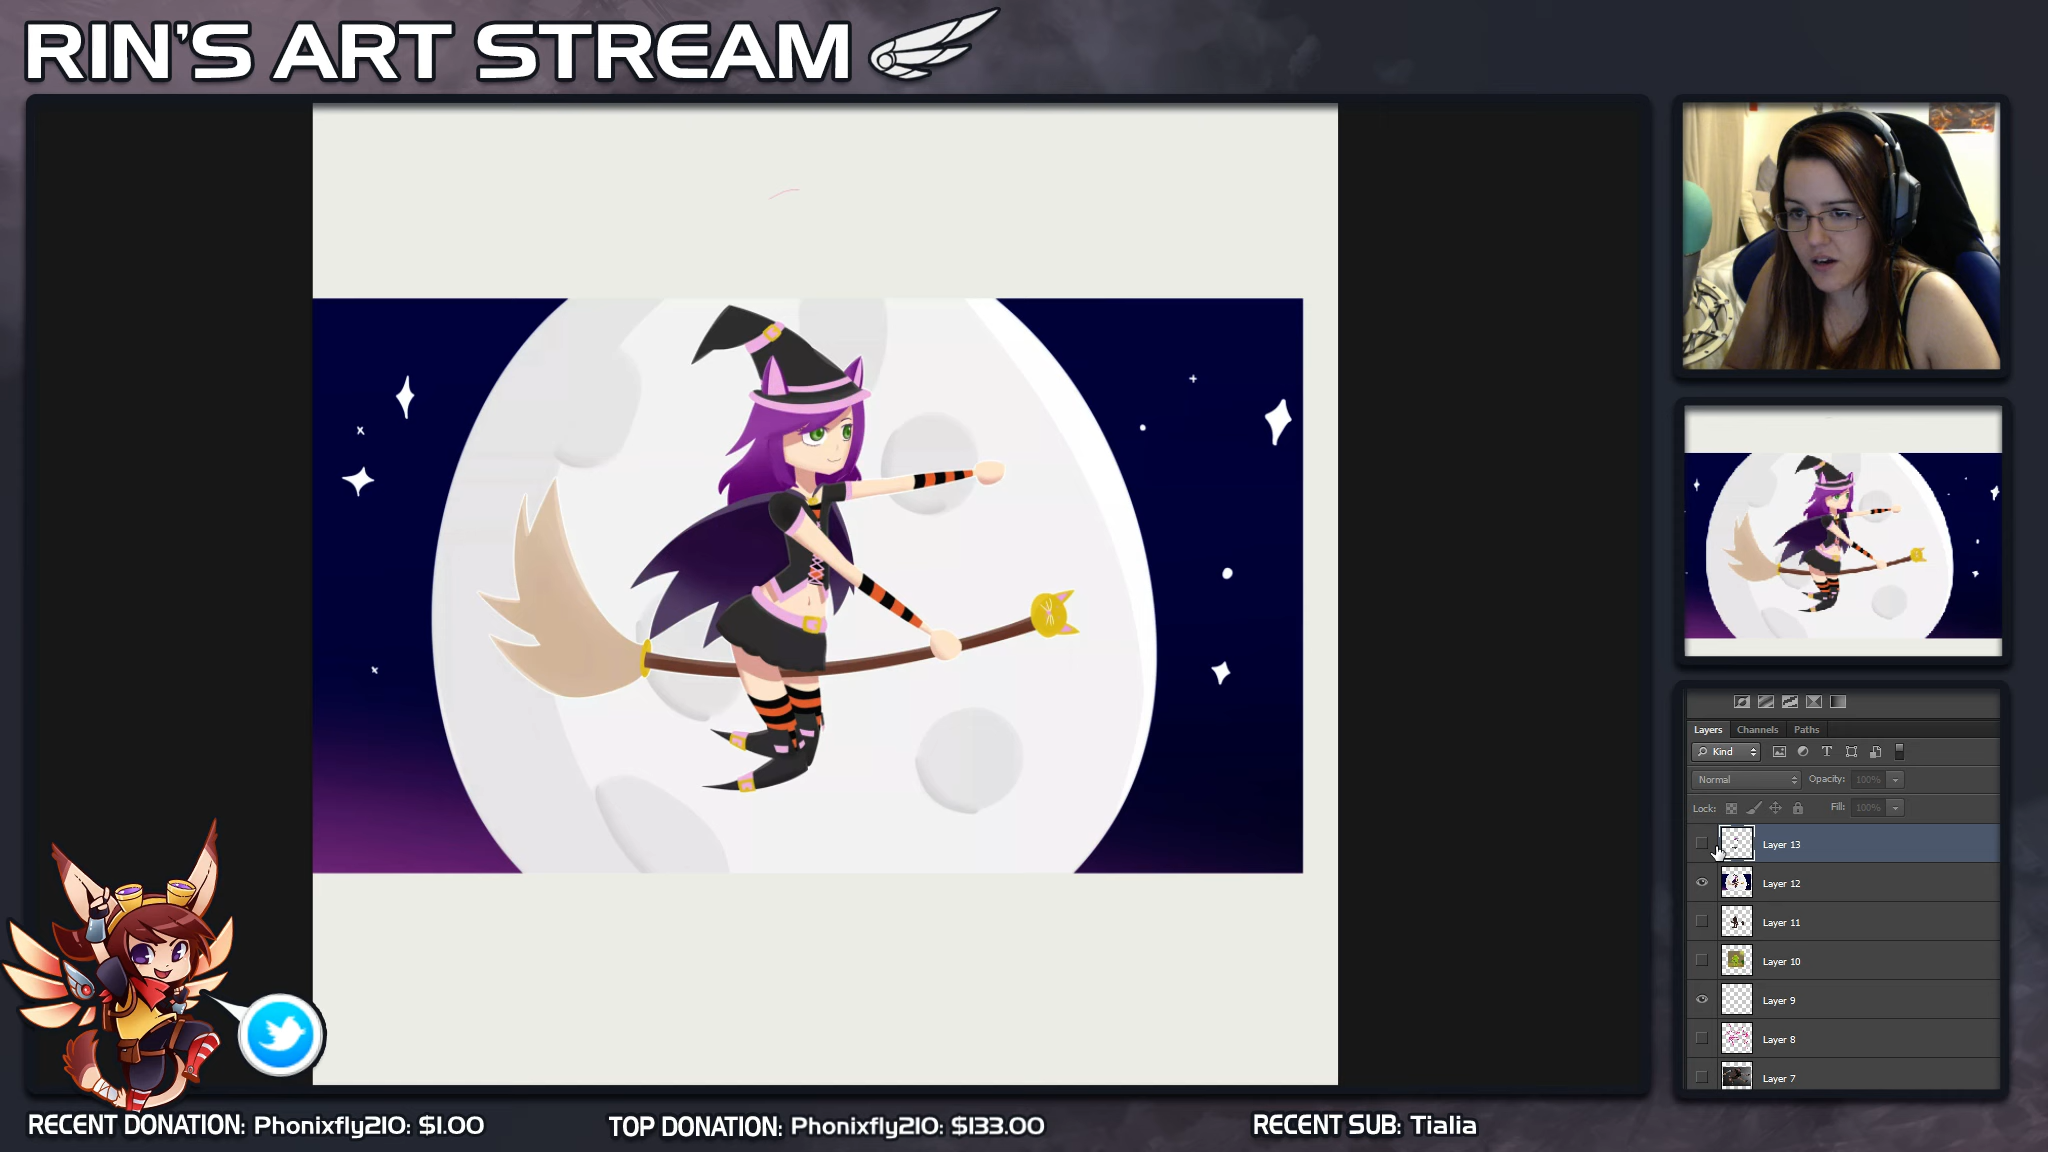 RIN'S ART STREAM
Layers Channels Paths
Kind
Normal Opacity: 100%
Lock: Fill: 100%
Layer 13
Layer 12
Layer 11
Layer 10
Layer 9
Layer 8
Layer 7
RECENT DONATION: Phonixfly210: $1.00
TOP DONATION: Phonixfly210: $133.00
RECENT SUB: Tialia